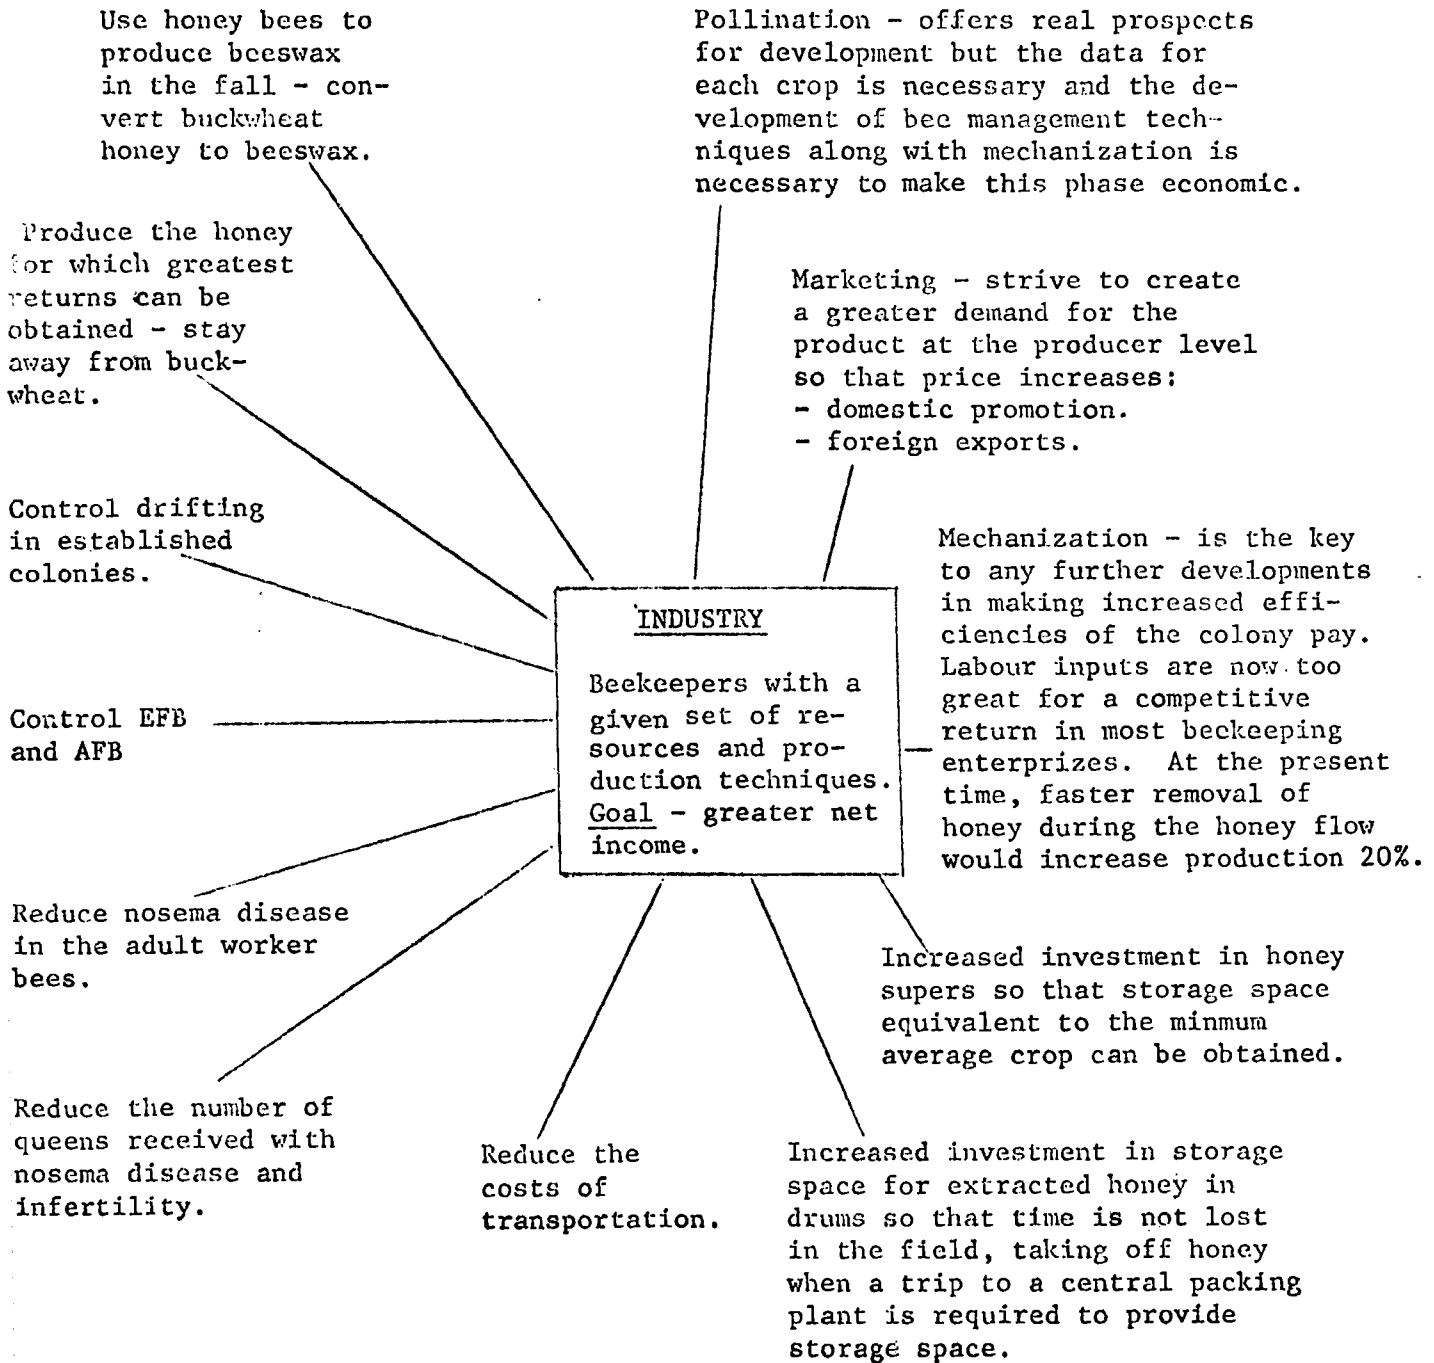 Use honey bees to
produce beeswax
in the fall - con-
vert buckwheat
honey to beeswax.
Pollination - offers real prospects
for development but the data for
each crop is necessary and the de-
velopment of bee management tech-
niques along with mechanization is
necessary to make this phase economic.
Produce the honey
for which greatest
returns can be
obtained - stay
away from buck-
wheat.
Marketing - strive to create
a greater demand for the
product at the producer level
so that price increases:
- domestic promotion.
- foreign exports.
Control drifting
in established
colonies.
Mechanization - is the key
to any further developments
in making increased effi-
ciencies of the colony pay.
Labour inputs are now too
great for a competitive
return in most beekeeping
enterprizes. At the present
time, faster removal of
honey during the honey flow
would increase production 20%.
INDUSTRY
Beekeepers with a
given set of re-
sources and pro-
duction techniques.
Goal - greater net
income.
Control EFB
and AFB
Reduce nosema disease
in the adult worker
bees.
Increased investment in honey
supers so that storage space
equivalent to the minmum
average crop can be obtained.
Reduce the number of
queens received with
nosema disease and
infertility.
Reduce the
costs of
transportation.
Increased investment in storage
space for extracted honey in
drums so that time is not lost
in the field, taking off honey
when a trip to a central packing
plant is required to provide
storage space.